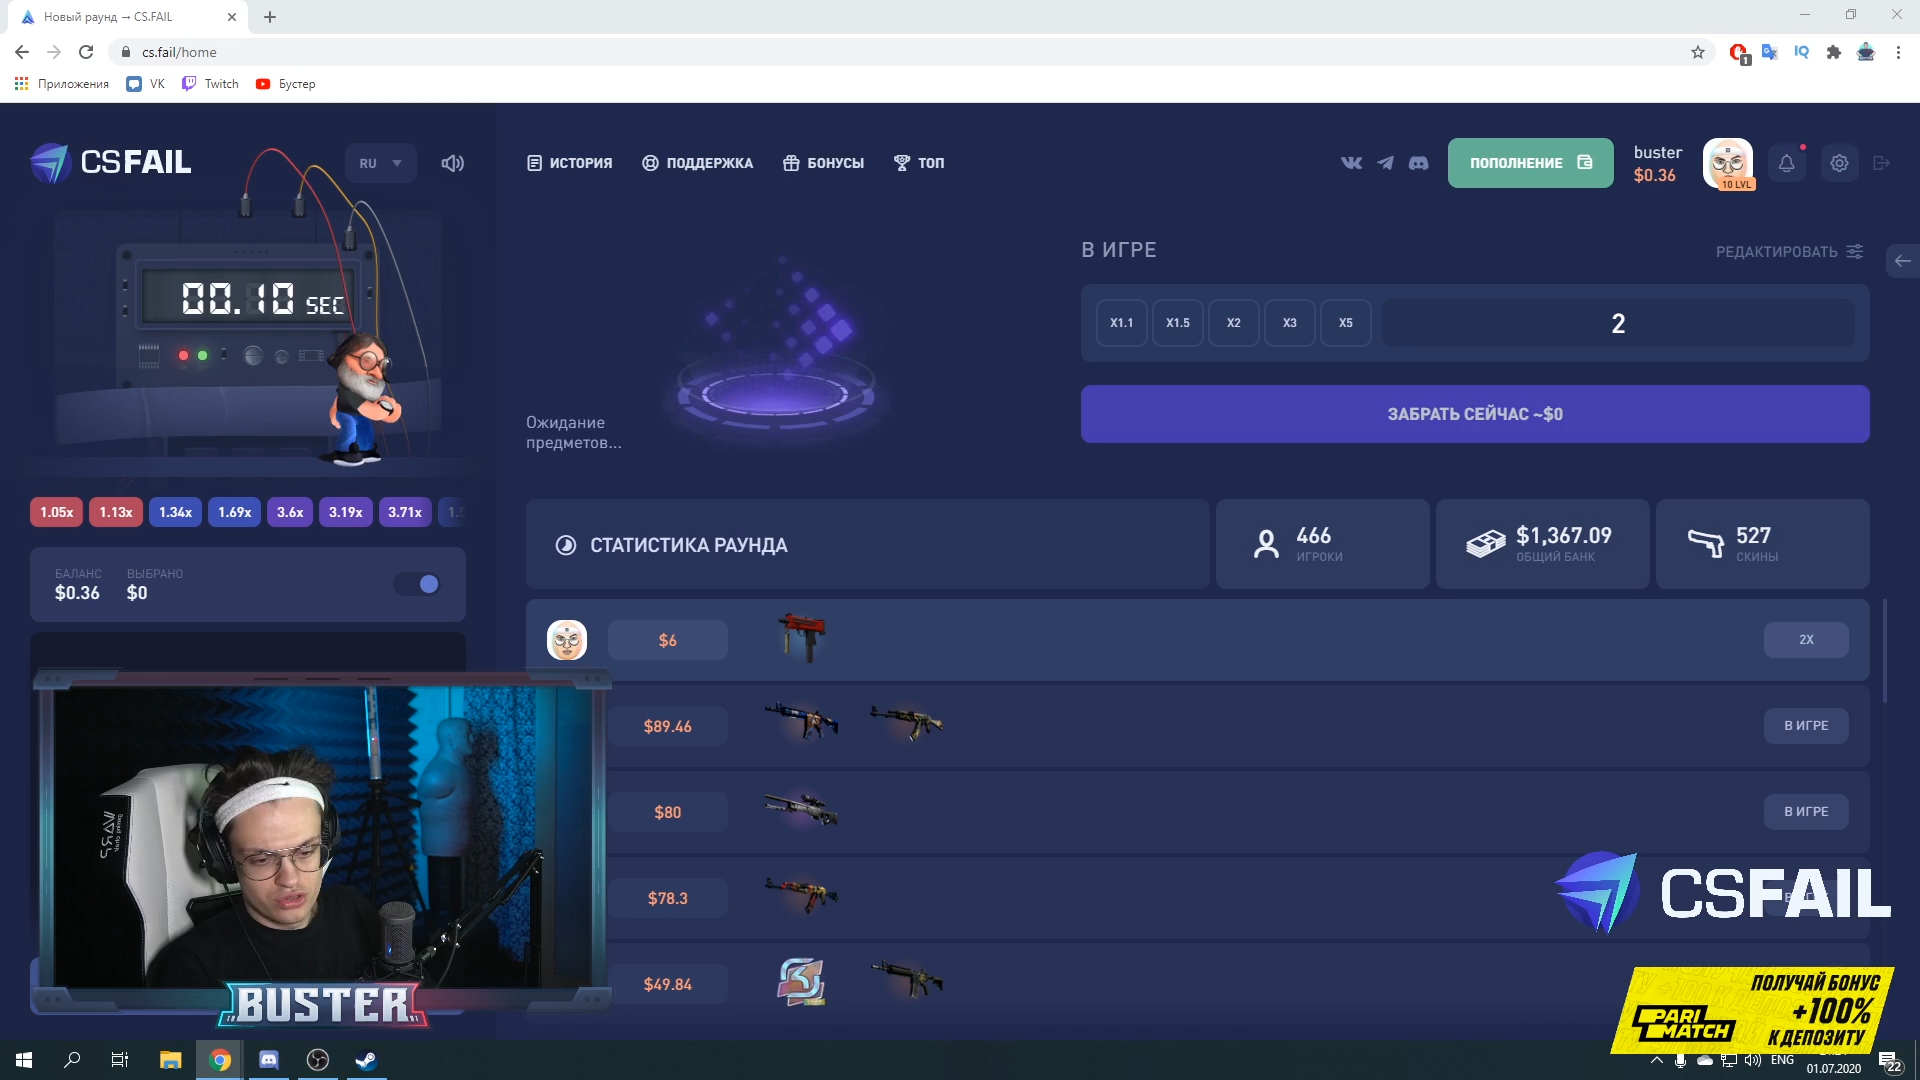 Новый раунд → CS.FAIL
cs.fail/home
1
Приложения
VK
Twitch
Бустер
CSFAIL
RU
ИСТОРИЯ
ПОДДЕРЖКА
БОНУСЫ
ТОП
ПОПОЛНЕНИЕ
buster
$0.36
10 LVL
00.10 SEC
Ожидание
предметов...
В ИГРЕ
РЕДАКТИРОВАТЬ
X1.1
X1.5
X2
X3
X5
2
ЗАБРАТЬ СЕЙЧАС ~$0
1.05x
1.13x
1.34x
1.69x
3.6x
3.19x
3.71x
БАЛАНС
$0.36
ВЫБРАНО
$0
СТАТИСТИКА РАУНДА
466
ИГРОКИ
$1,367.09
ОБЩИЙ БАНК
527
СКИНЫ
$6
2X
$89.46
В ИГРЕ
$80
В ИГРЕ
$78.3
$49.84
CSFAIL
WARP
BUSTER
PARI
MATCH
ПОЛУЧАЙ БОНУС
+100%
К ДЕПОЗИТУ
ENG
01.07.2020
22